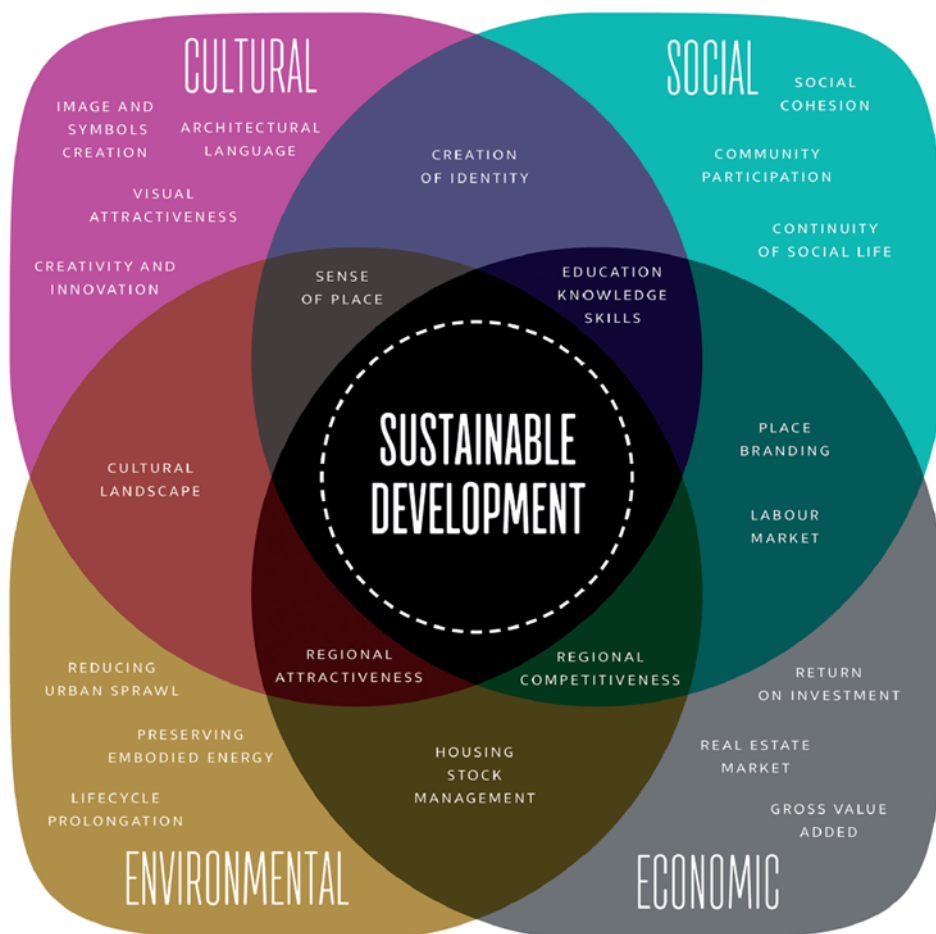 CULTURAL
IMAGE AND
SYMBOLS
CREATION
ARCHITECTURAL
LANGUAGE
VISUAL
ATTRACTIVENESS
CREATIVITY AND
INNOVATION
CREATION
OF IDENTITY
SOCIAL
SOCIAL
COHESION
COMMUNITY
PARTICIPATION
CONTINUITY
OF SOCIAL LIFE
SENSE
OF PLACE
EDUCATION
KNOWLEDGE
SKILLS
CULTURAL
LANDSCAPE
SUSTAINABLE
DEVELOPMENT
PLACE
BRANDING
LABOUR
MARKET
REGIONAL
ATTRACTIVENESS
REGIONAL
COMPETITIVENESS
REDUCING
URBAN SPRAWL
PRESERVING
EMBODIED ENERGY
LIFECYCLE
PROLONGATION
ENVIRONMENTAL
HOUSING
STOCK
MANAGEMENT
RETURN
ON INVESTMENT
REAL ESTATE
MARKET
GROSS VALUE
ADDED
ECONOMIC